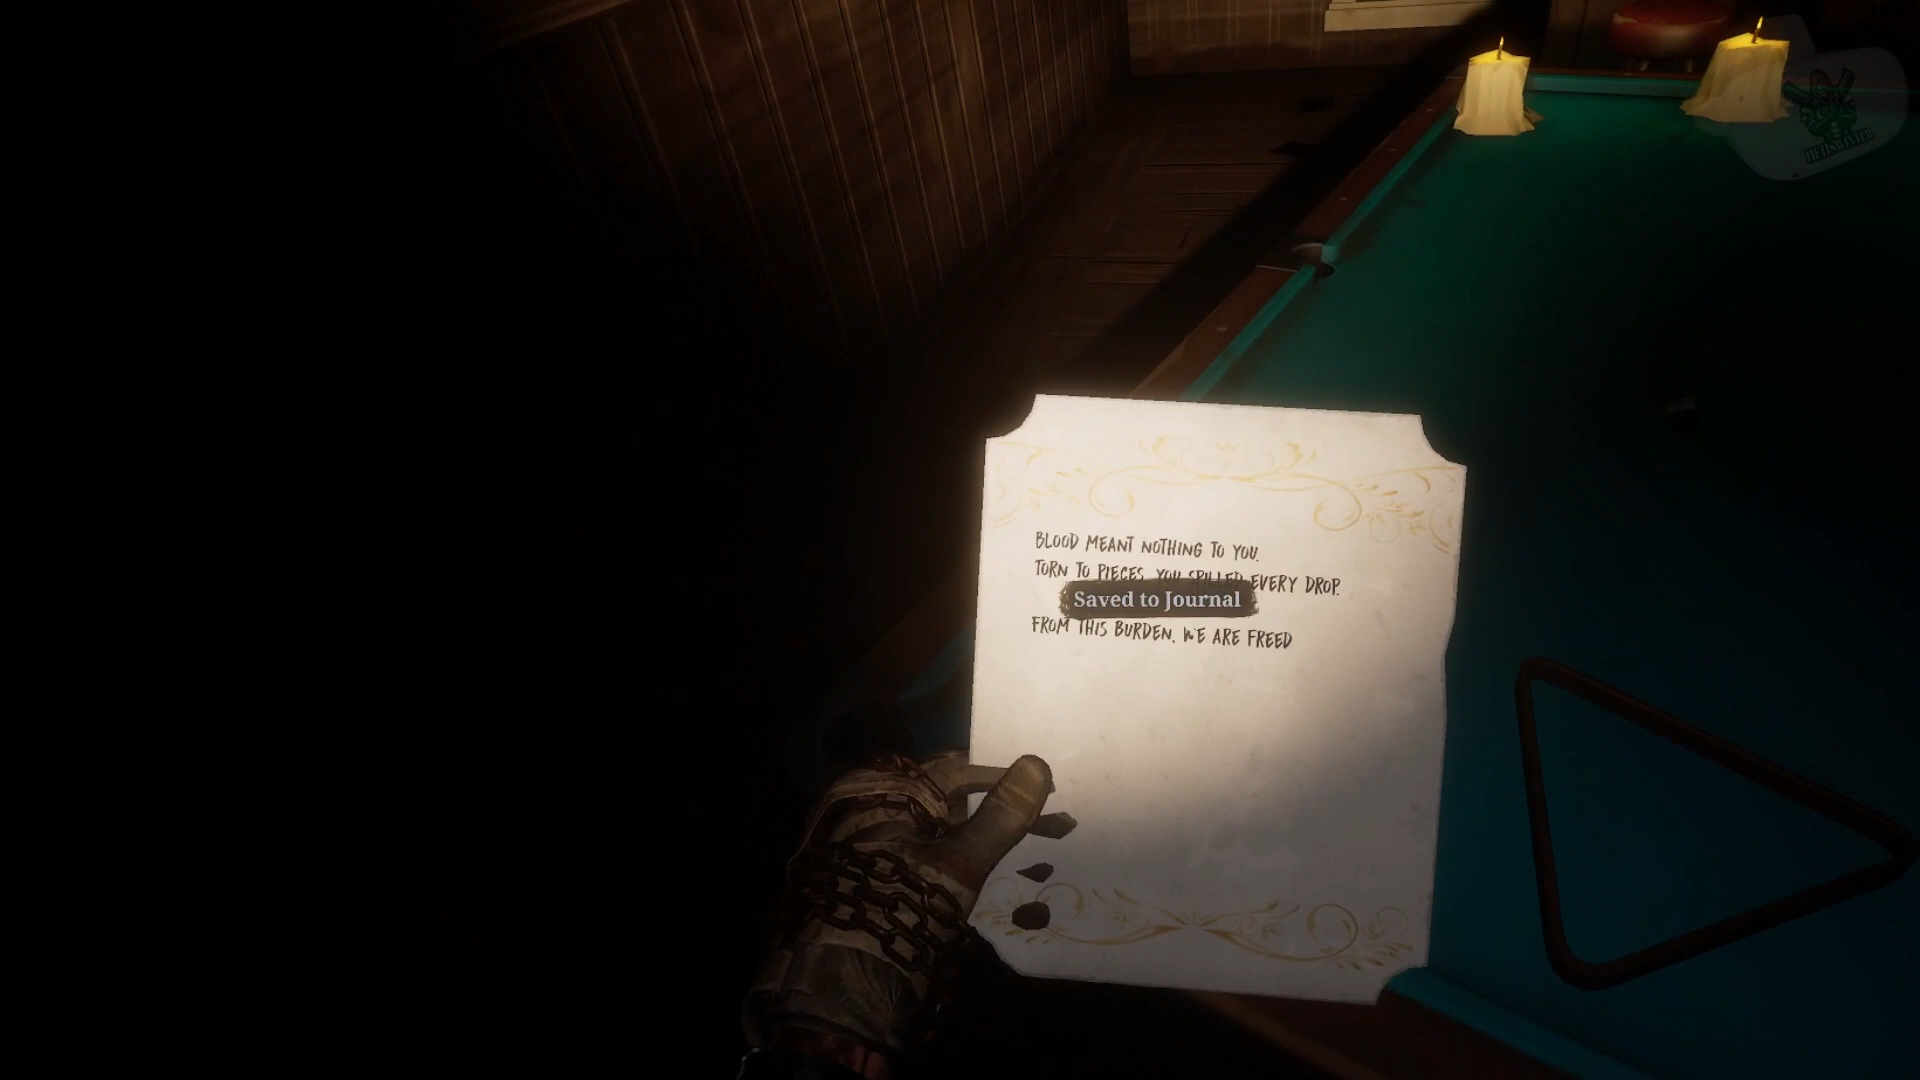 BLOOD MEANT NOTHING TO YOU.
TORN TO PIECES, YOU SPILLED EVERY DROP.
Saved to Journal
FROM THIS BURDEN, WE ARE FREED
HELLSWINTER